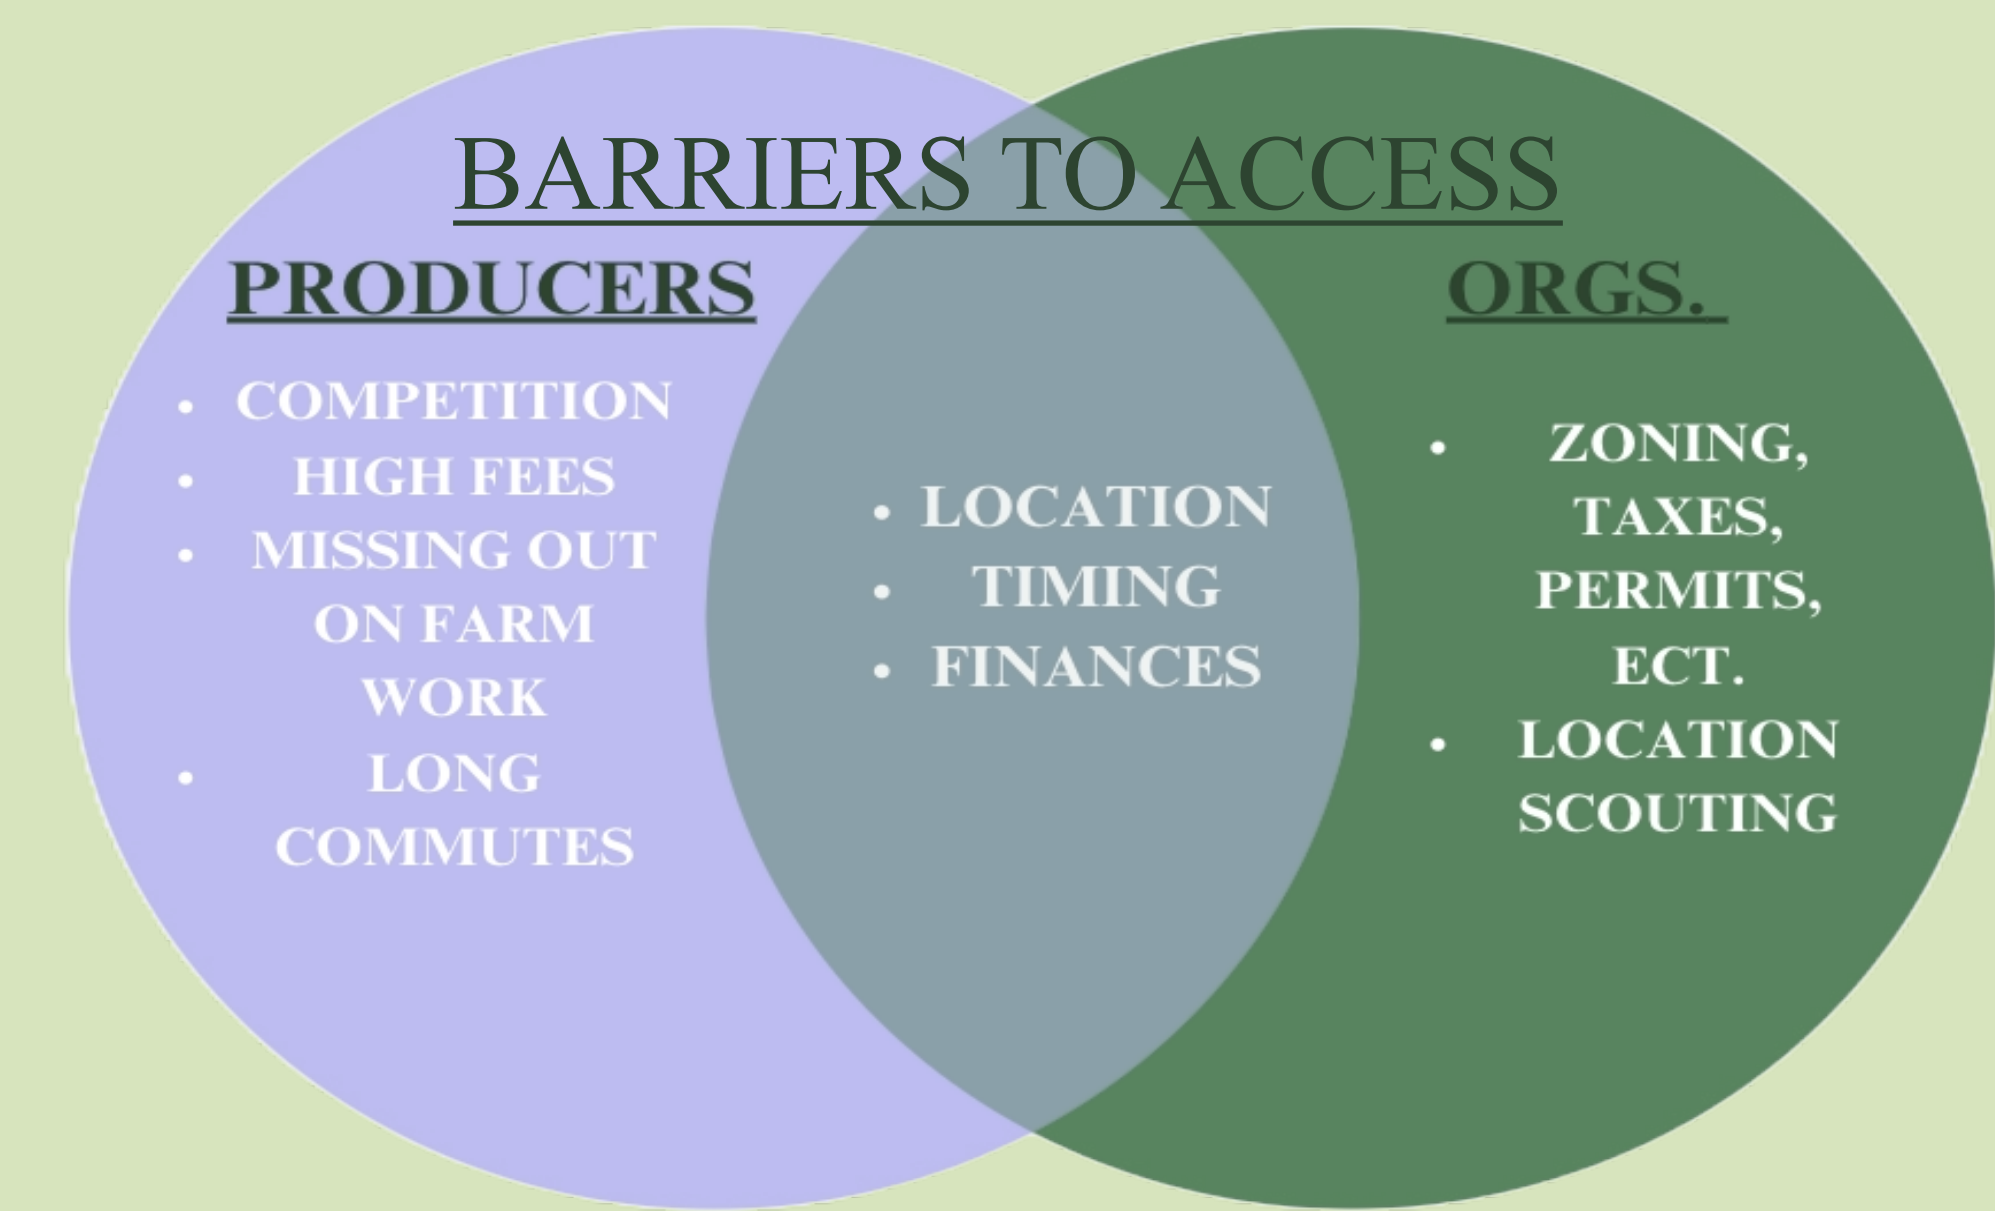 BARRIERS TO ACCESS
PRODUCERS
• COMPETITION
• HIGH FEES
• MISSING OUT
ON FARM
WORK
• LONG
COMMUTES
• LOCATION
• TIMING
• FINANCES
ORGS.
• ZONING,
TAXES,
PERMITS,
ECT.
• LOCATION
SCOUTING